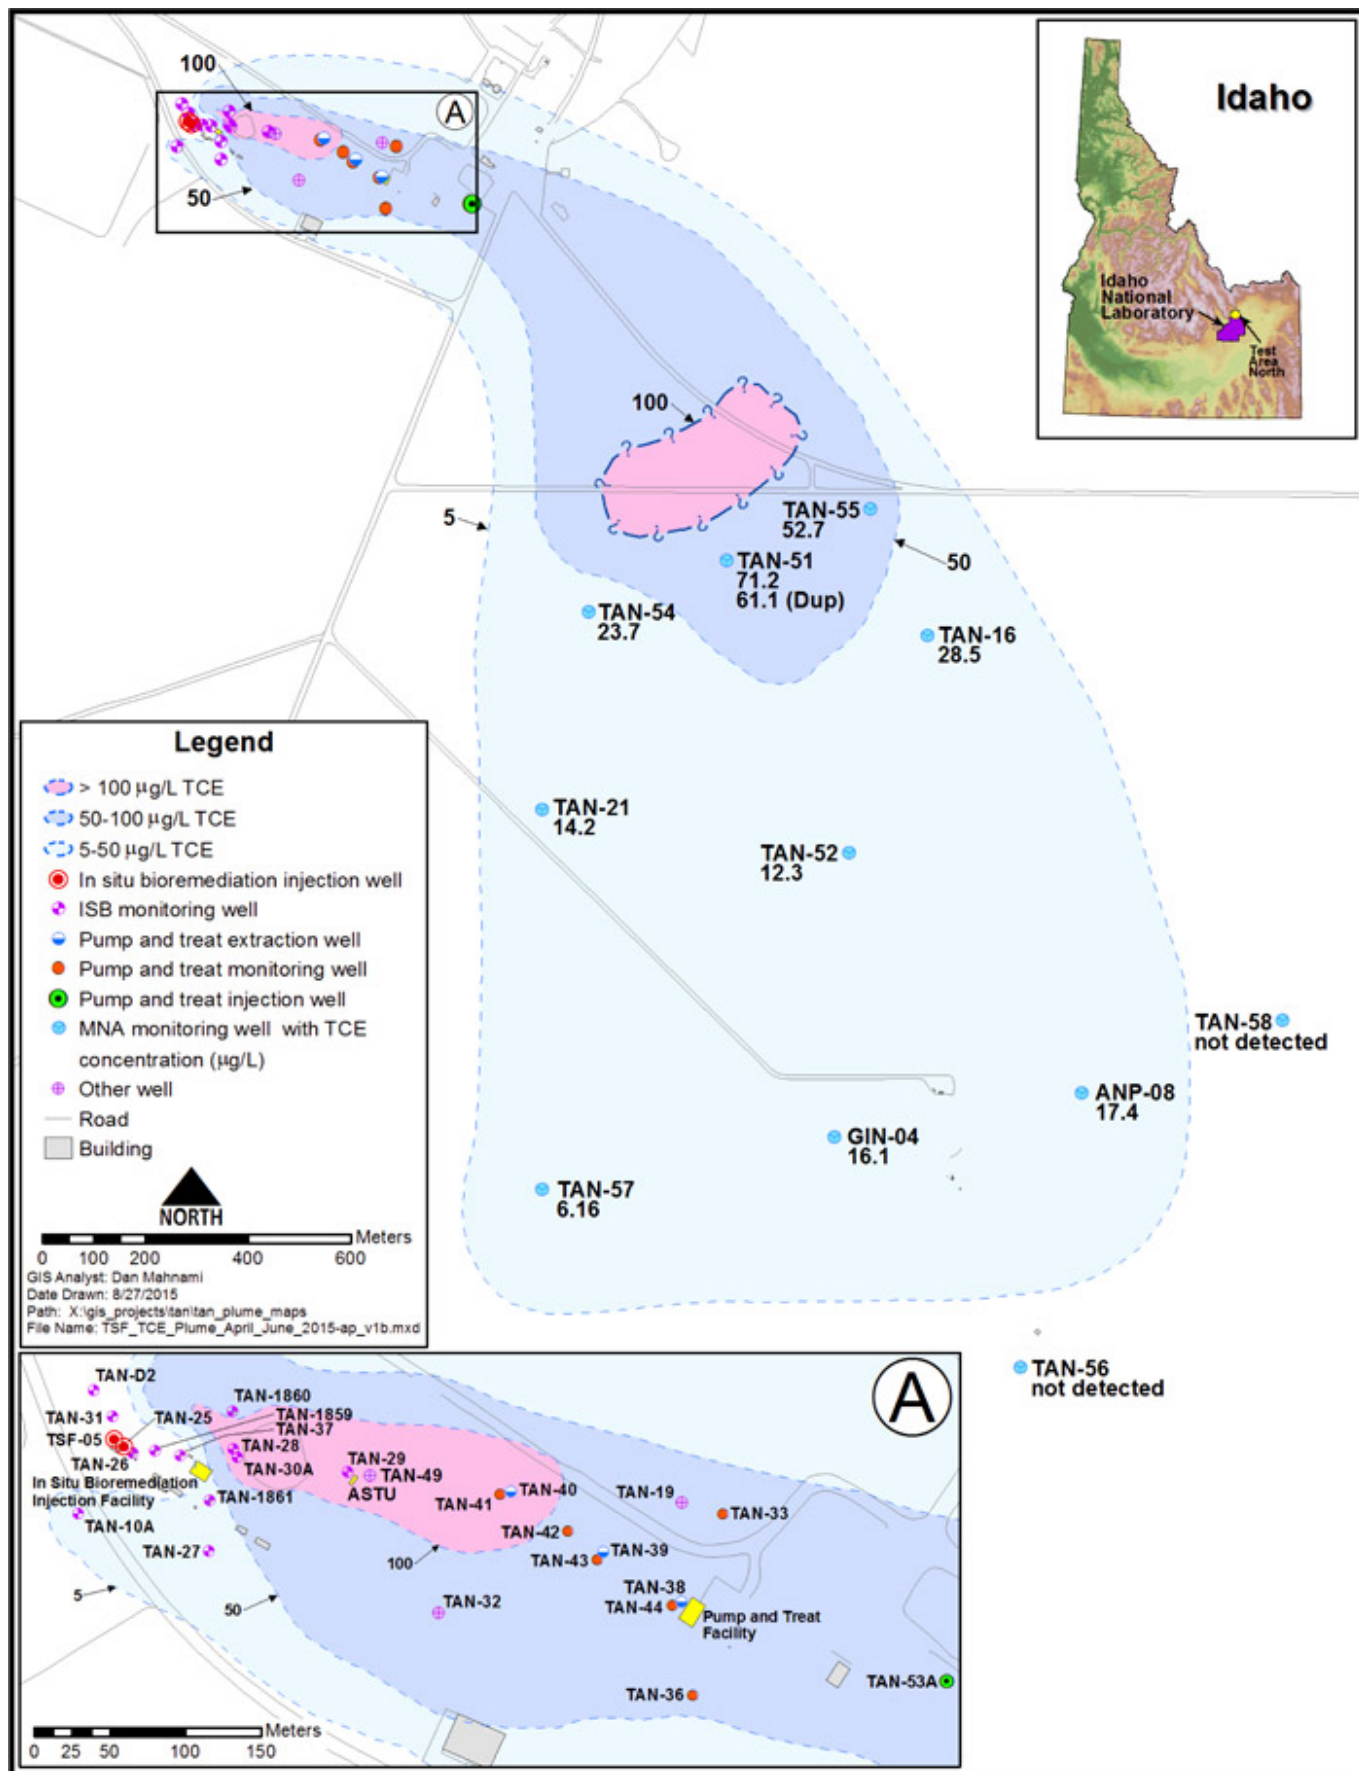 100
A
50
Idaho
Idaho
National
Laboratory
Test
Area
North
100
5
TAN-55
52.7
50
TAN-51
71.2
61.1 (Dup)
TAN-54
23.7
TAN-16
28.5
TAN-21
14.2
TAN-52
12.3
TAN-58
not detected
ANP-08
17.4
GIN-04
16.1
TAN-57
6.16
TAN-56
not detected
Legend
> 100 µg/L TCE
50-100 µg/L TCE
5-50 µg/L TCE
In situ bioremediation injection well
ISB monitoring well
Pump and treat extraction well
Pump and treat monitoring well
Pump and treat injection well
MNA monitoring well with TCE
concentration (µg/L)
Other well
Road
Building
NORTH
Meters
0 100 200 400 600
GIS Analyst: Dan Mahnami
Date Drawn: 8/27/2015
Path: X:\gis_projects\tan\tan_plume_maps
File Name: TSF_TCE_Plume_April_June_2015-ap_v1b.mxd
A
TAN-D2
TAN-1860
TAN-31
TAN-25
TAN-1859
TAN-37
TSF-05
TAN-28
TAN-26
TAN-30A
TAN-29
TAN-49
In Situ Bioremediation
Injection Facility
ASTU
TAN-40
TAN-41
TAN-19
TAN-33
TAN-1861
TAN-10A
TAN-42
TAN-27
TAN-39
TAN-43
100
5
50
TAN-32
TAN-38
TAN-44
Pump and Treat
Facility
TAN-53A
TAN-36
Meters
0 25 50 100 150